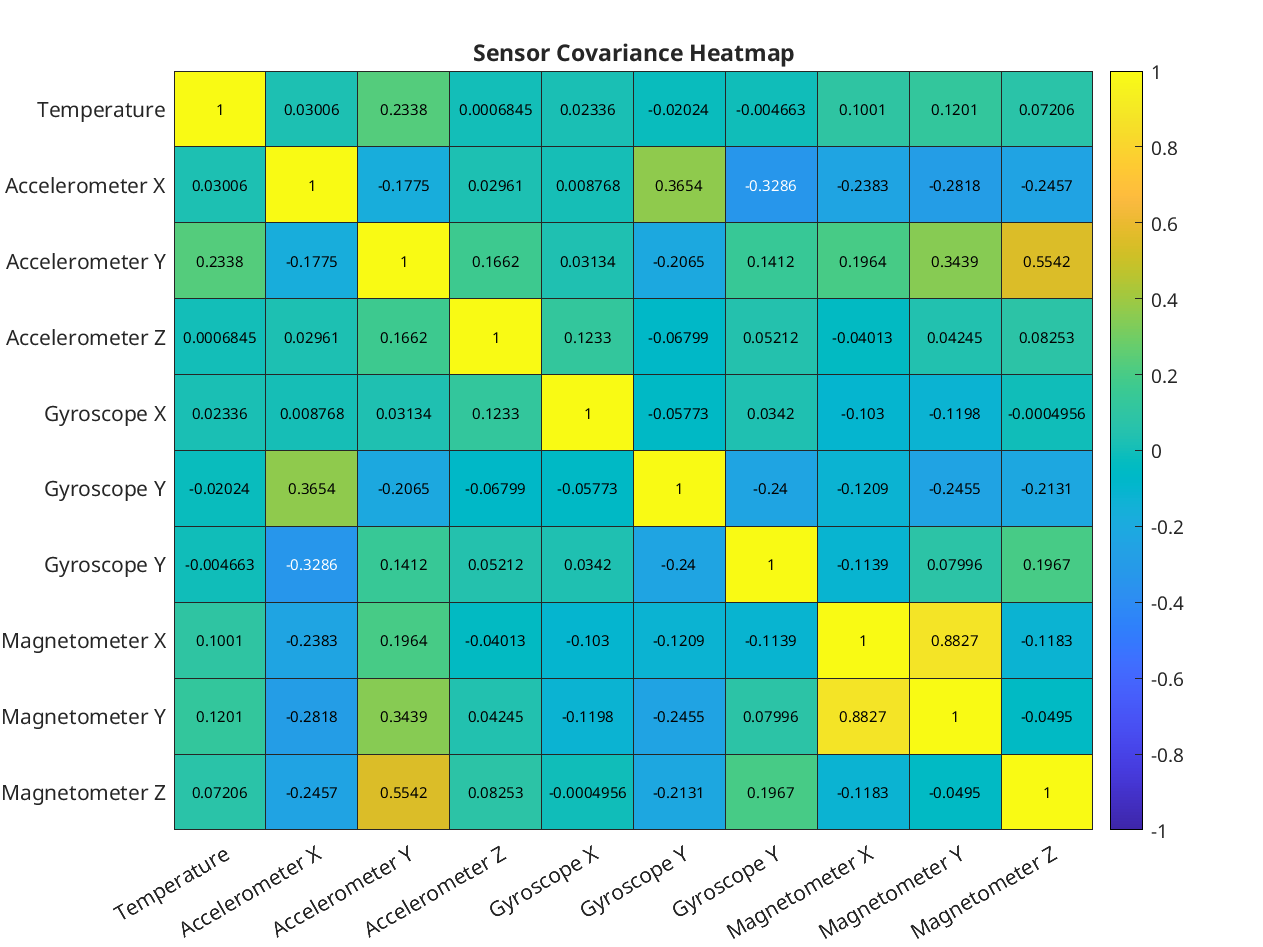 Sensor Covariance Heatmap
Temperature 1 0.03006 0.2338 0.0006845 0.02336 -0.02024 -0.004663 0.1001 0.1201 0.07206
Accelerometer X 0.03006 1 -0.1775 0.02961 0.008768 0.3654 -0.3286 -0.2383 -0.2818 -0.2457
Accelerometer Y 0.2338 -0.1775 1 0.1662 0.03134 -0.2065 0.1412 0.1964 0.3439 0.5542
Accelerometer Z 0.0006845 0.02961 0.1662 1 0.1233 -0.06799 0.05212 -0.04013 0.04245 0.08253
Gyroscope X 0.02336 0.008768 0.03134 0.1233 1 -0.05773 0.0342 -0.103 -0.1198 -0.0004956
Gyroscope Y -0.02024 0.3654 -0.2065 -0.06799 -0.05773 1 -0.24 -0.1209 -0.2455 -0.2131
Gyroscope Y -0.004663 -0.3286 0.1412 0.05212 0.0342 -0.24 1 -0.1139 0.07996 0.1967
Magnetometer X 0.1001 -0.2383 0.1964 -0.04013 -0.103 -0.1209 -0.1139 1 0.8827 -0.1183
Magnetometer Y 0.1201 -0.2818 0.3439 0.04245 -0.1198 -0.2455 0.07996 0.8827 1 -0.0495
Magnetometer Z 0.07206 -0.2457 0.5542 0.08253 -0.0004956 -0.2131 0.1967 -0.1183 -0.0495 1
Temperature
Accelerometer X
Accelerometer Y
Accelerometer Z
Gyroscope X
Gyroscope Y
Gyroscope Y
Magnetometer X
Magnetometer Y
Magnetometer Z
1
0.8
0.6
0.4
0.2
0
-0.2
-0.4
-0.6
-0.8
-1